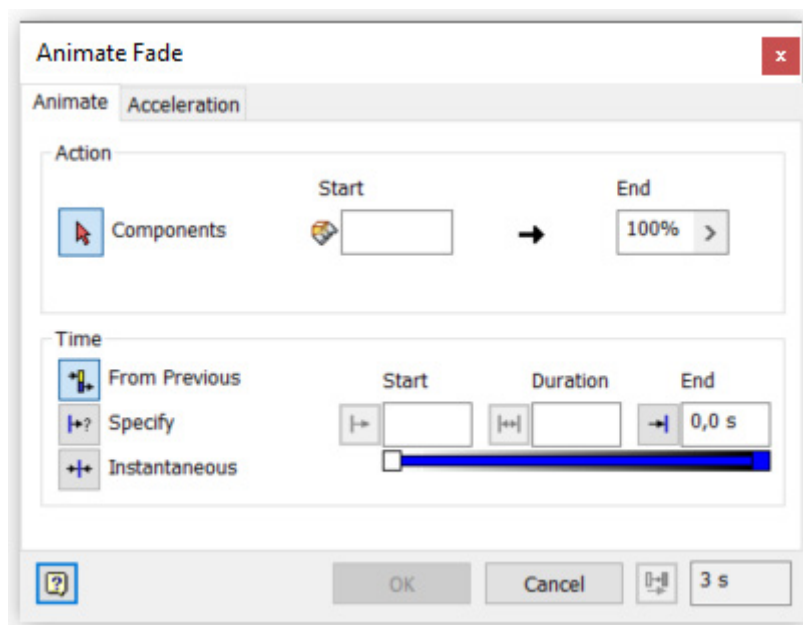 Animate Fade
x
Animate Acceleration
Action
Start End
Components 100% >
Time
From Previous
Start Duration End
Specify 0,0 s
Instantaneous
OK Cancel 3 s